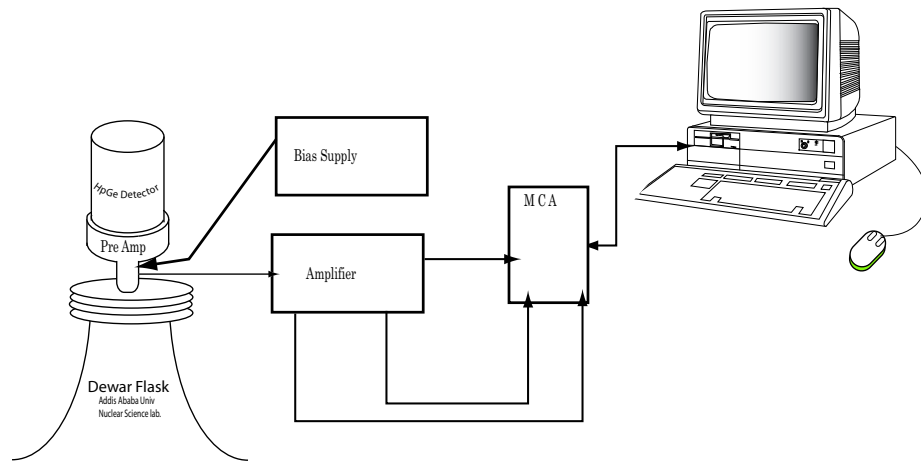 HpGe Detector
Pre Amp
Bias Supply
Amplifier
M C A
Dewar Flask
Addis Ababa Univ
Nuclear Science lab.